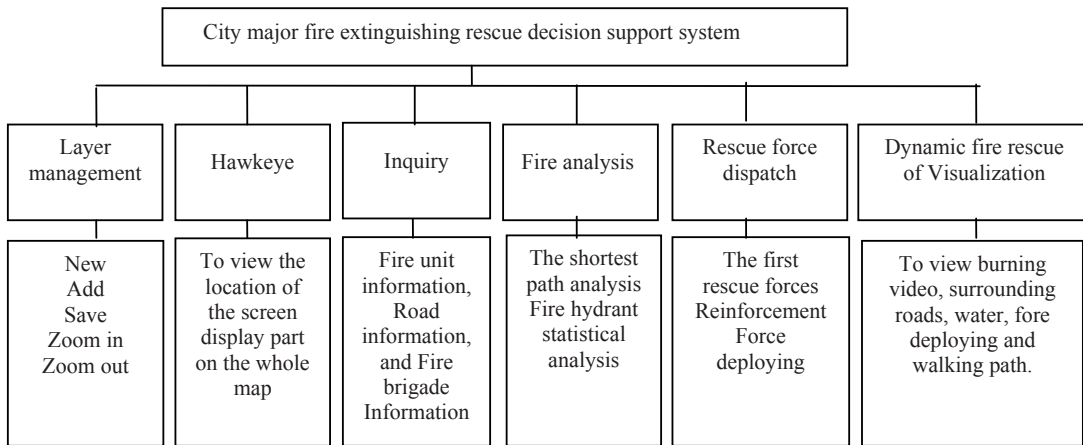 City major fire extinguishing rescue decision support system
Layer
management
Hawkeye
Inquiry
Fire analysis
Rescue force
dispatch
Dynamic fire rescue
of Visualization
New
Add
Save
Zoom in
Zoom out
To view the
location of
the screen
display part
on the whole
map
Fire unit
information,
Road
information,
and Fire
brigade
Information
The shortest
path analysis
Fire hydrant
statistical
analysis
The first
rescue forces
Reinforcement
Force
deploying
To view burning
video, surrounding
roads, water, fore
deploying and
walking path.